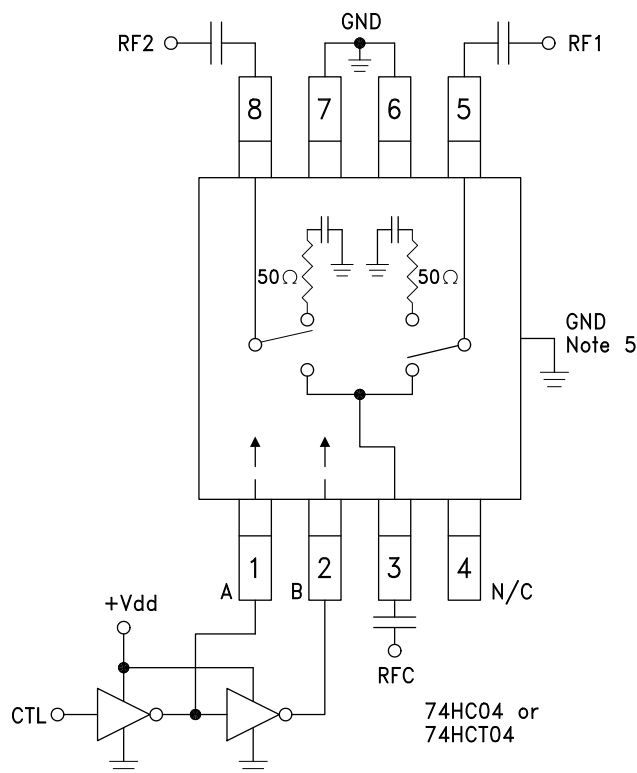 GND
RF2
RF1
8
7
6
5
50Ω
50Ω
GND
Note 5
1
2
3
4
A
B
N/C
+Vdd
RFC
CTL
74HC04 or
74HCT04